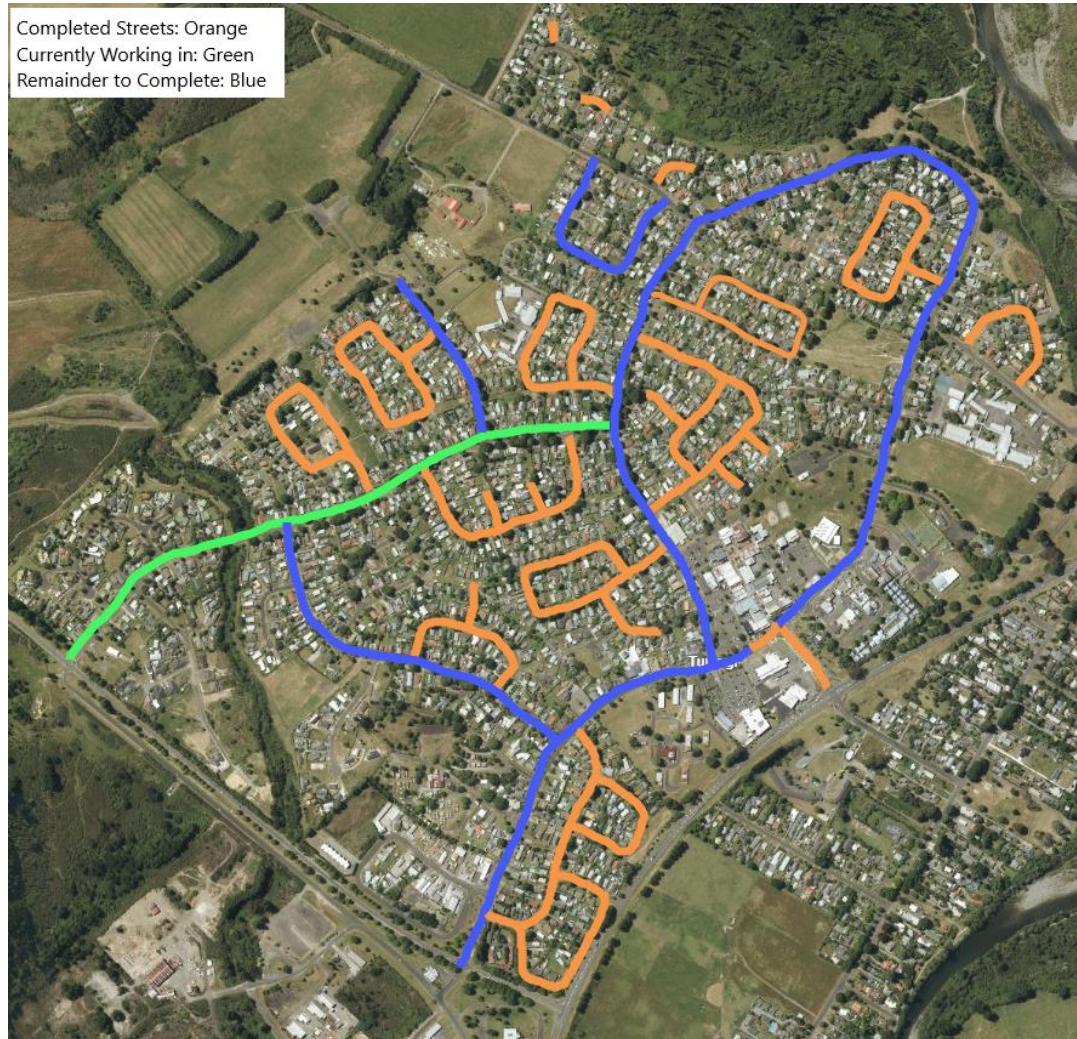 Completed Streets: Orange
Currently Working in: Green
Remainder to Complete: Blue